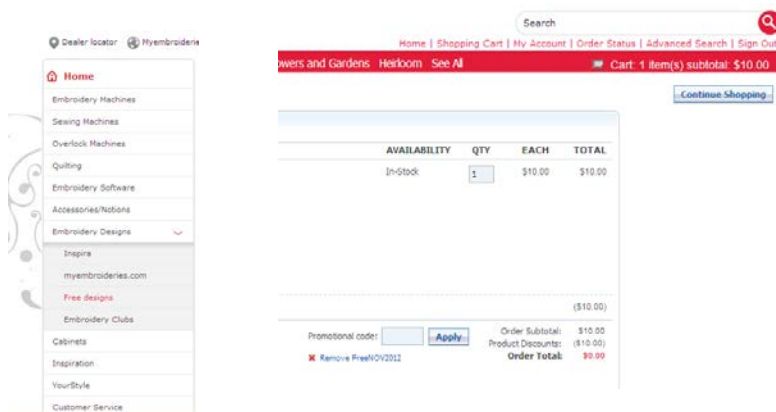 Dealer locator Myembroiderie
Home
Embroidery Machines
Sewing Machines
Overlock Machines
Quilting
Embroidery Software
Accessories/Notions
Embroidery Designs
Inspire
myembroideries.com
Free designs
Embroidery Clubs
Cabinets
Inspiration
YourStyle
Customer Service
Search
Home | Shopping Cart | My Account | Order Status | Advanced Search | Sign Out
owers and Gardens Heirloom See All
Cart: 1 item(s) subtotal: $10.00
Continue Shopping
AVAILABILITY QTY EACH TOTAL
In-Stock 1 $10.00 $10.00
($10.00)
Promotional code: Apply
Remove FreeNOV2012
Order Subtotal: $10.00
Product Discounts: ($10.00)
Order Total: $0.00